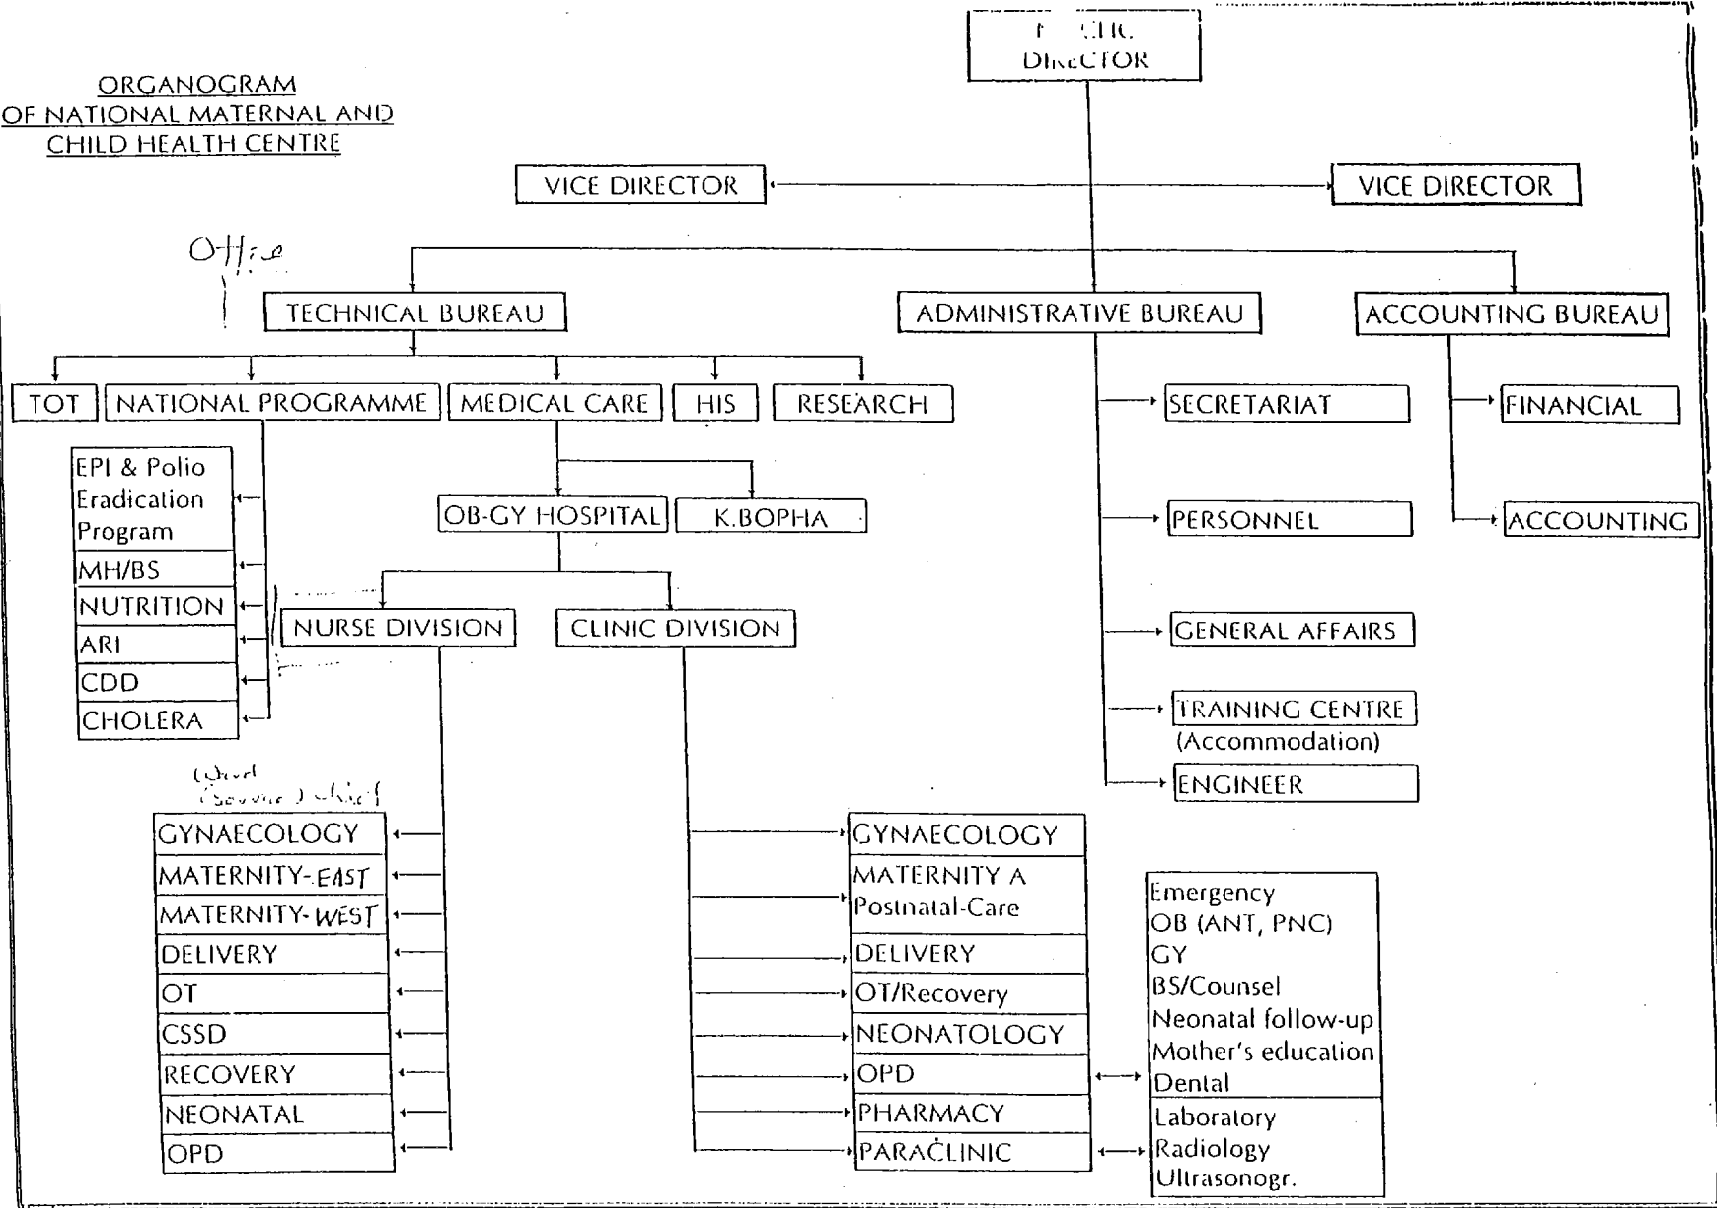 DIRECTOR
ORGANOGRAM
OF NATIONAL MATERNAL AND
CHILD HEALTH CENTRE
VICE DIRECTOR
VICE DIRECTOR
Office
TECHNICAL BUREAU
ADMINISTRATIVE BUREAU
ACCOUNTING BUREAU
TOT
NATIONAL PROGRAMME
MEDICAL CARE
HIS
RESEARCH
SECRETARIAT
FINANCIAL
EPI & Polio
Eradication
Program
MH/BS
NUTRITION
ARI
CDD
CHOLERA
OB-GY HOSPITAL
K.BOPHA
PERSONNEL
ACCOUNTING
NURSE DIVISION
CLINIC DIVISION
GENERAL AFFAIRS
TRAINING CENTRE
(Accommodation)
ENGINEER
(Ward
chief
GYNAECOLOGY
MATERNITY-EAST
MATERNITY-WEST
DELIVERY
OT
CSSD
RECOVERY
NEONATAL
OPD
GYNAECOLOGY
MATERNITY A
Postnatal-Care
DELIVERY
OT/Recovery
NEONATOLOGY
OPD
PHARMACY
PARACLINIC
Emergency
OB (ANT, PNC)
GY
BS/Counsel
Neonatal follow-up
Mother's education
Dental
Laboratory
Radiology
Ultrasonogr.